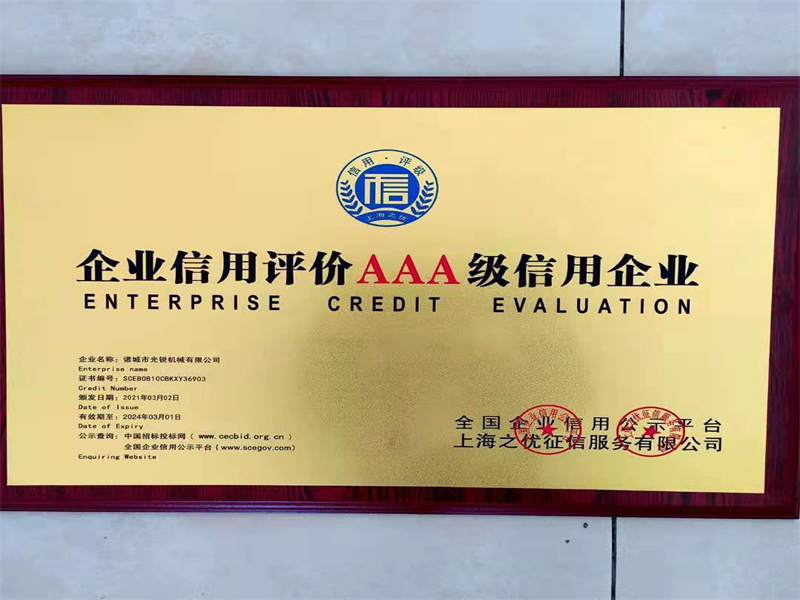 信用·评级
信
上海之优
企业信用评价AAA级信用企业
ENTERPRISE CREDIT EVALUATION
企业名称：诸城市光锐机械有限公司
Enterprise name
证书编号：SCEB0B10CBKXY36903
Credit Number
颁发日期：2021年03月02日
Date of Issue
有效期至：2024年03月01日
Date of Expiry
公示查询：中国招标投标网（www.cecbid.org.cn）
全国企业信用公示平台（www.scegov.com）
Enquiring Website
全国企业信用公示平台
上海之优征信服务有限公司